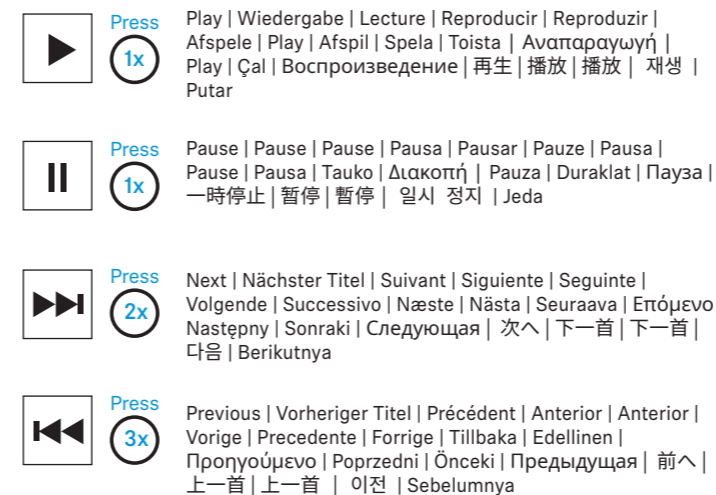 Press
1x
Play | Wiedergabe | Lecture | Reproducir | Reproduzir |
Afspele | Play | Afspil | Spela | Toista | Αναπαραγωγή |
Play | Çal | Воспроизведение | 再生 | 播放 | 播放 | 재생 |
Putar
Press
1x
Pause | Pause | Pause | Pausa | Pausar | Pauze | Pausa |
Pause | Pausa | Tauko | Διακοπή | Pauza | Duraklat | Пауза |
一時停止 | 暂停 | 暫停 | 일시 정지 | Jeda
Press
2x
Next | Nächster Titel | Suivant | Siguiente | Seguinte |
Volgende | Successivo | Næste | Nästa | Seuraava | Επόμενο
Następny | Sonraki | Следующая | 次へ | 下一首 | 下一首 |
다음 | Berikutnya
Press
3x
Previous | Vorheriger Titel | Précédent | Anterior | Anterior |
Vorige | Precedente | Forrige | Tillbaka | Edellinen |
Προηγούμενο | Poprzedni | Önceki | Предыдущая | 前へ |
上一首 | 上一首 | 이전 | Sebelumnya